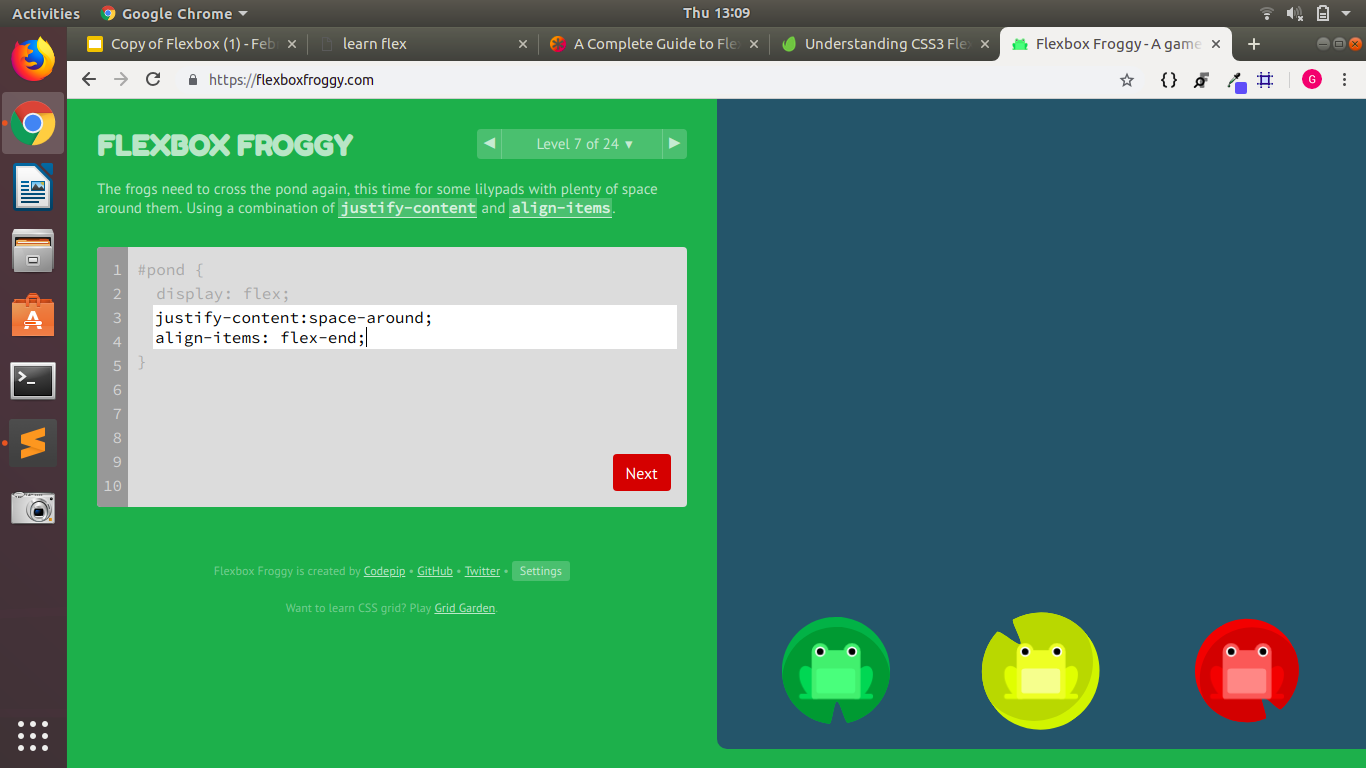 Activities
Google Chrome
Thu 13:09
Copy of Flexbox (1) - Feb
learn flex
A Complete Guide to Fle
Understanding CSS3 Fle
Flexbox Froggy - A game
https://flexboxfroggy.com
G
FLEXBOX FROGGY
Level 7 of 24
The frogs need to cross the pond again, this time for some lilypads with plenty of space
around them. Using a combination of justify-content and align-items.
1 #pond {
2 display: flex;
3 justify-content:space-around;
4 align-items: flex-end;
5 }
6
7
8
9
10
Next
Flexbox Froggy is created by Codepip • GitHub • Twitter • Settings
Want to learn CSS grid? Play Grid Garden.